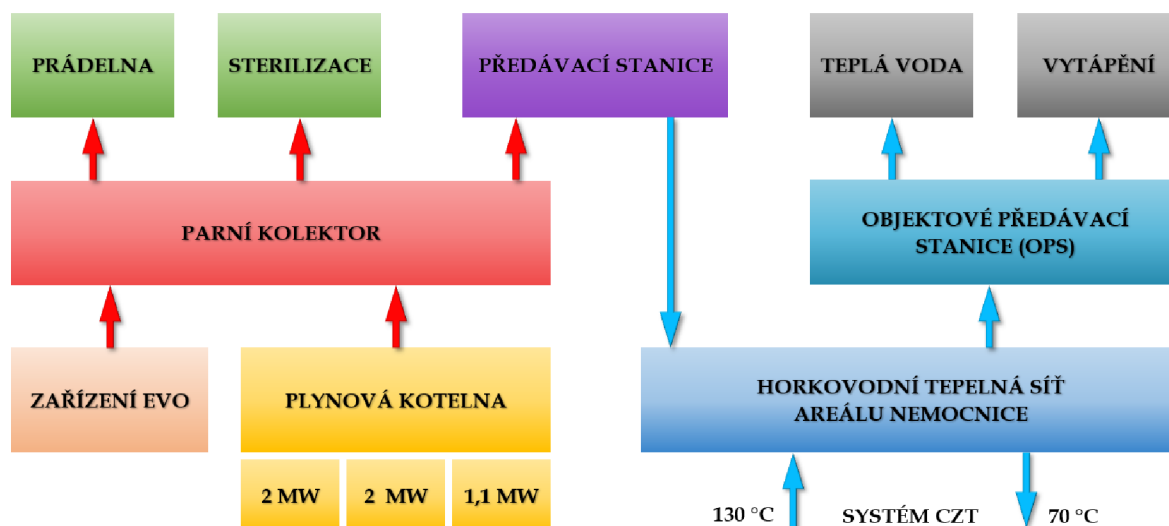 PRÁDELNA
STERILIZACE
PŘEDÁVACÍ STANICE
TEPLÁ VODA
VYTÁPĚNÍ
PARNÍ KOLEKTOR
OBJEKTOVÉ PŘEDÁVACÍ
STANICE (OPS)
ZAŘÍZENÍ EVO
PLYNOVÁ KOTELNA
HORKOVODNÍ TEPELNÁ SÍŤ
AREÁLU NEMOCNICE
2 MW
2 MW
1,1 MW
130 °C
SYSTÉM CZT
70 °C